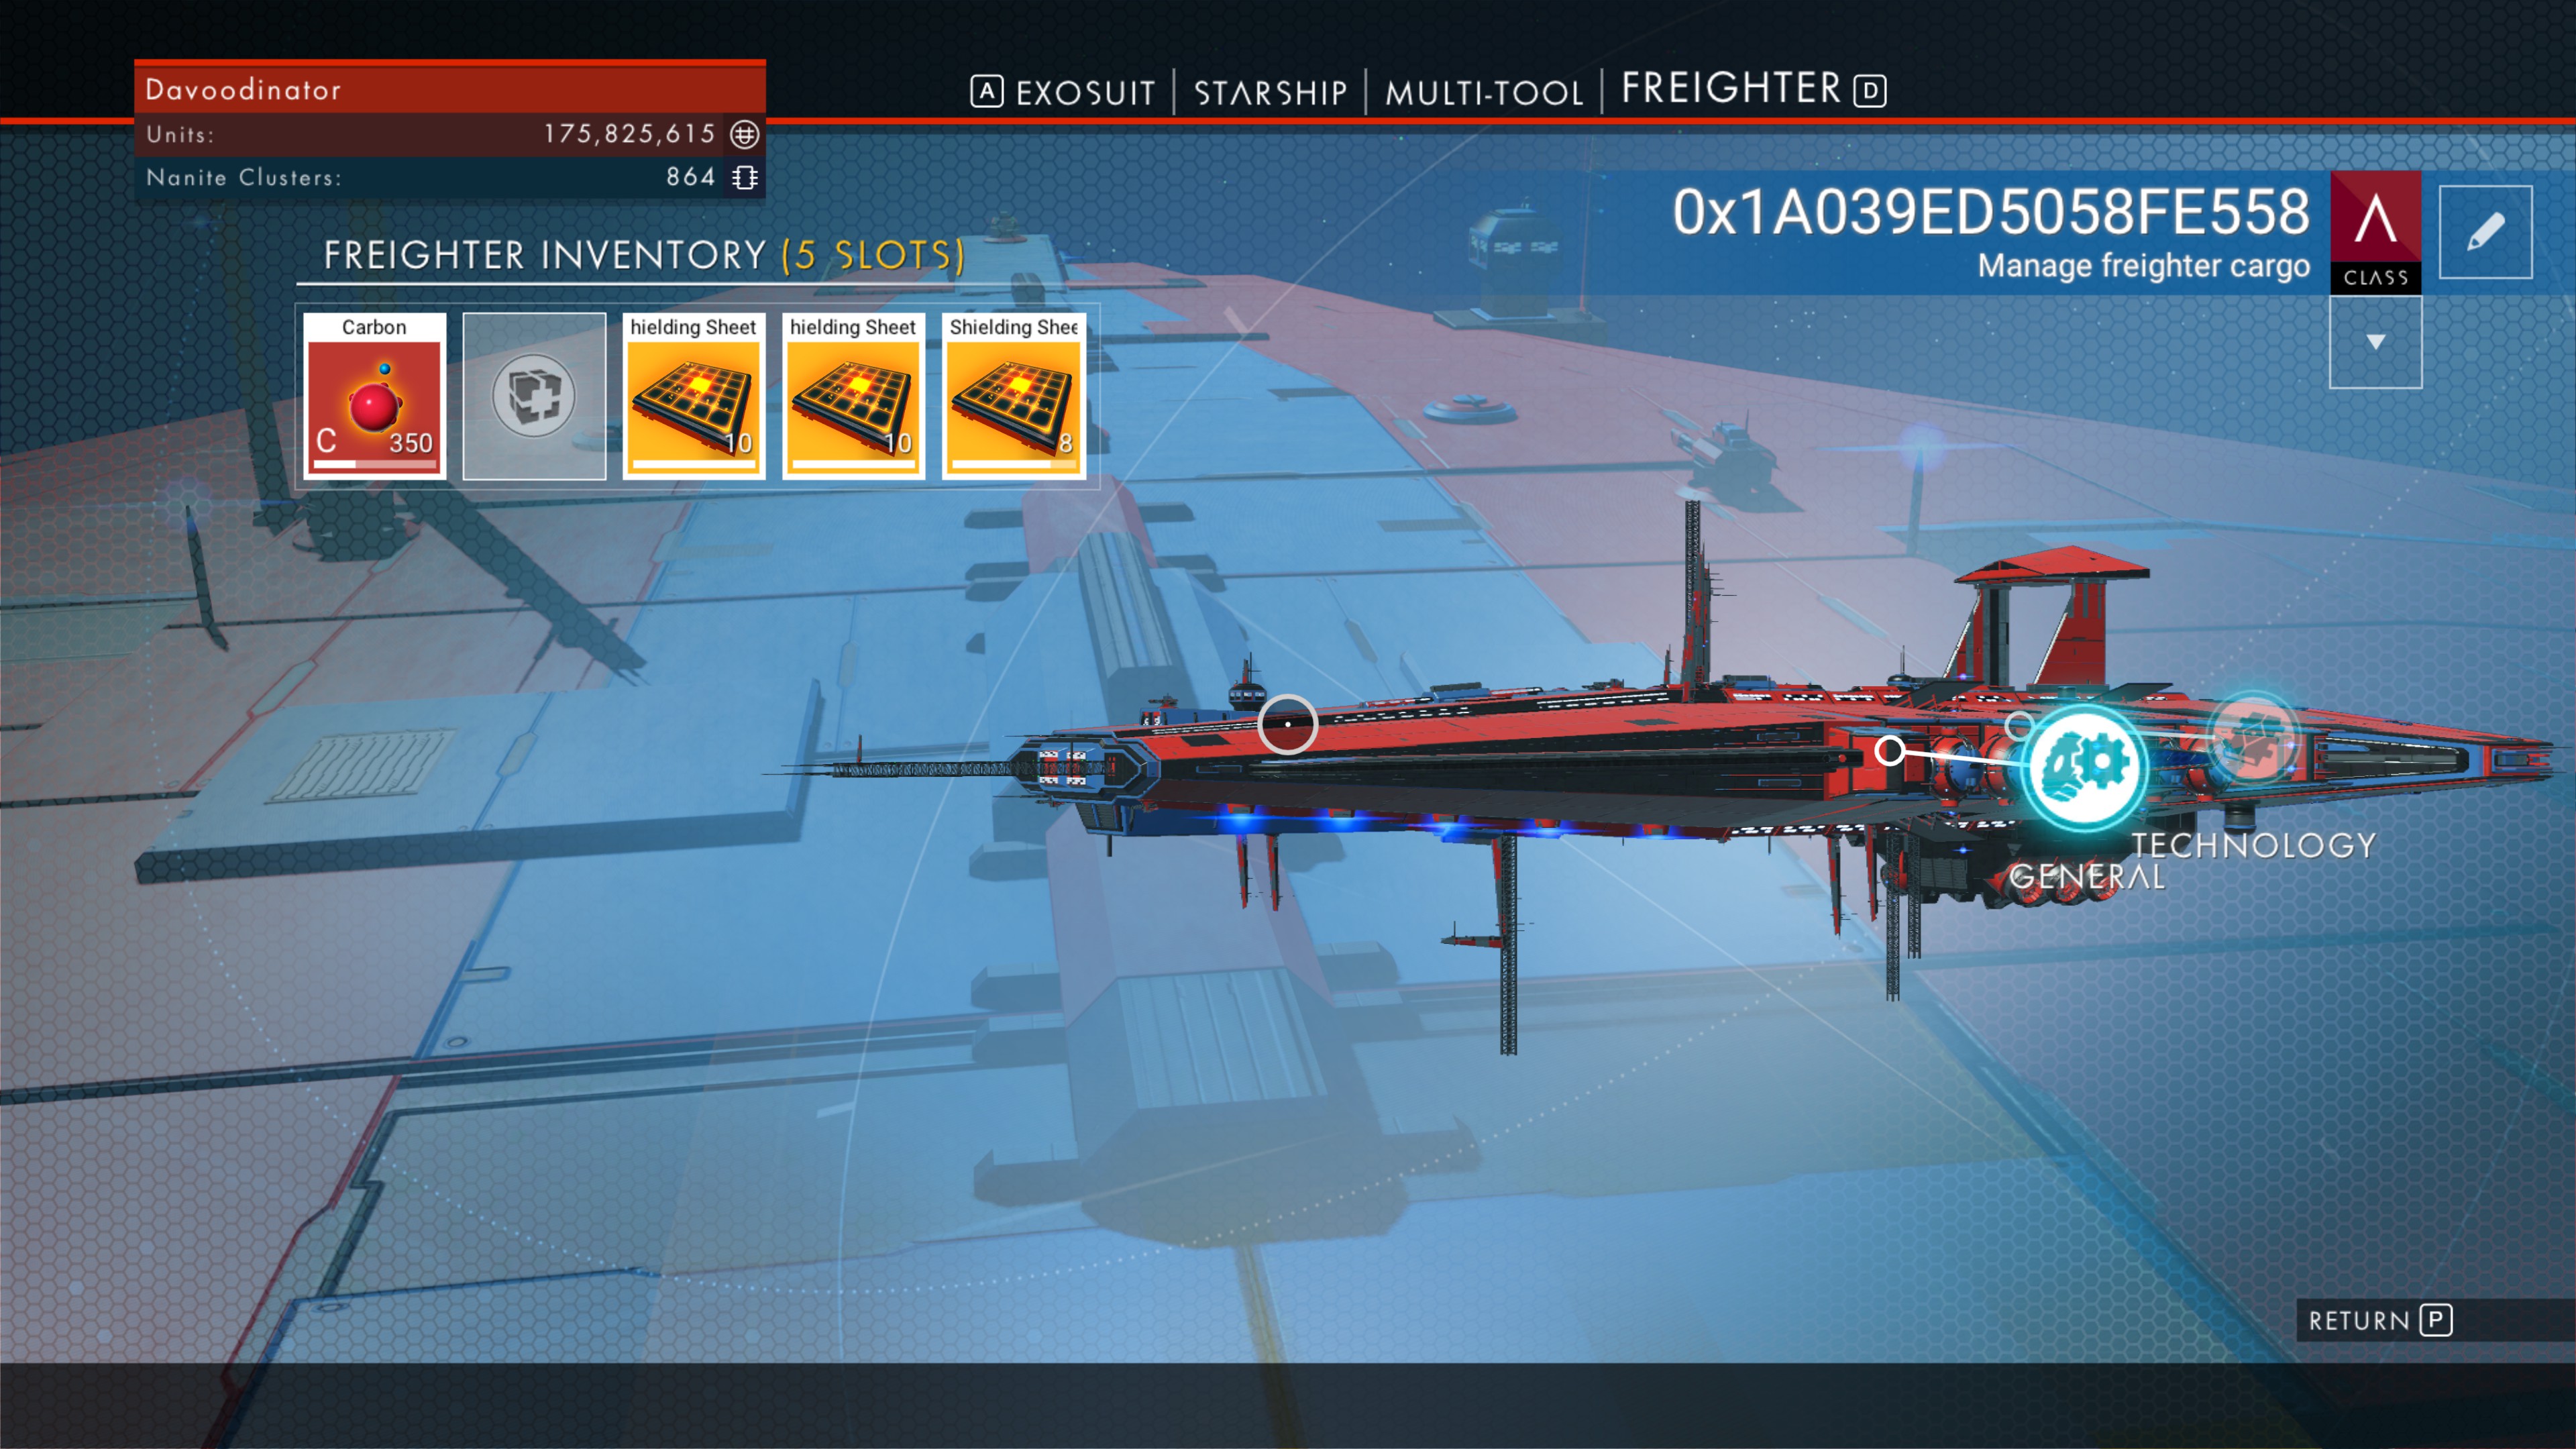 Davoodinator
Units: 175,825,615
Nanite Clusters: 864
A EXOSUIT STARSHIP MULTI-TOOL FREIGHTER D
0x1A039ED5058FE558
Manage freighter cargo
A
CLASS
FREIGHTER INVENTORY (5 SLOTS)
Carbon hielding Sheet hielding Sheet Shielding Shee
C 350 10 10 8
TECHNOLOGY
GENERAL
RETURN P